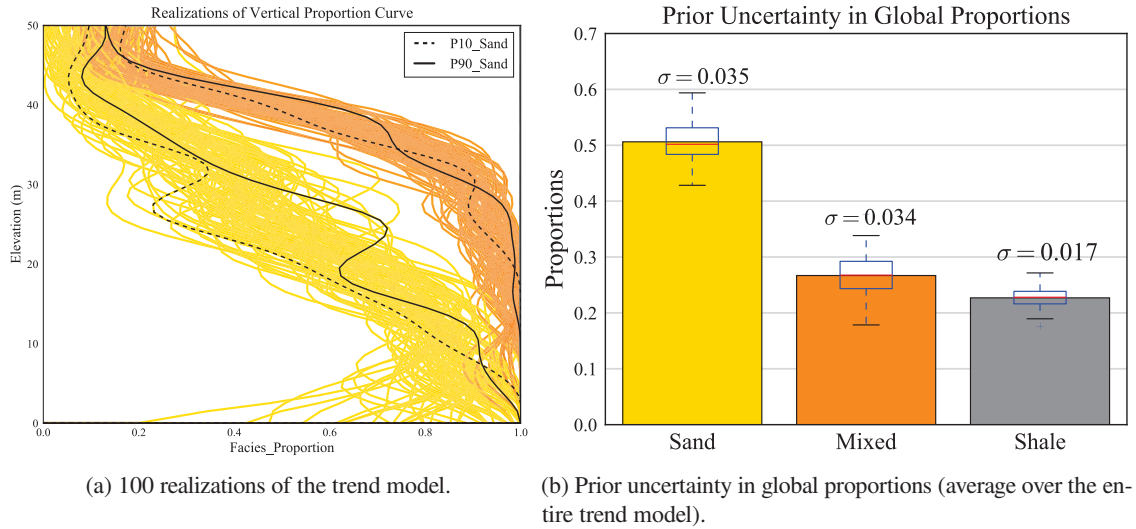 Realizations of Vertical Proportion Curve
P10_Sand
P90_Sand
50
40
30
20
10
0
Elevation (m)
0.0 0.2 0.4 0.6 0.8 1.0
Facies_Proportion
(a) 100 realizations of the trend model.
Prior Uncertainty in Global Proportions
0.7
0.6
0.5
0.4
0.3
0.2
0.1
0.0
Proportions
σ = 0.035
σ = 0.034
σ = 0.017
Sand Mixed Shale
(b) Prior uncertainty in global proportions (average over the en-
tire trend model).